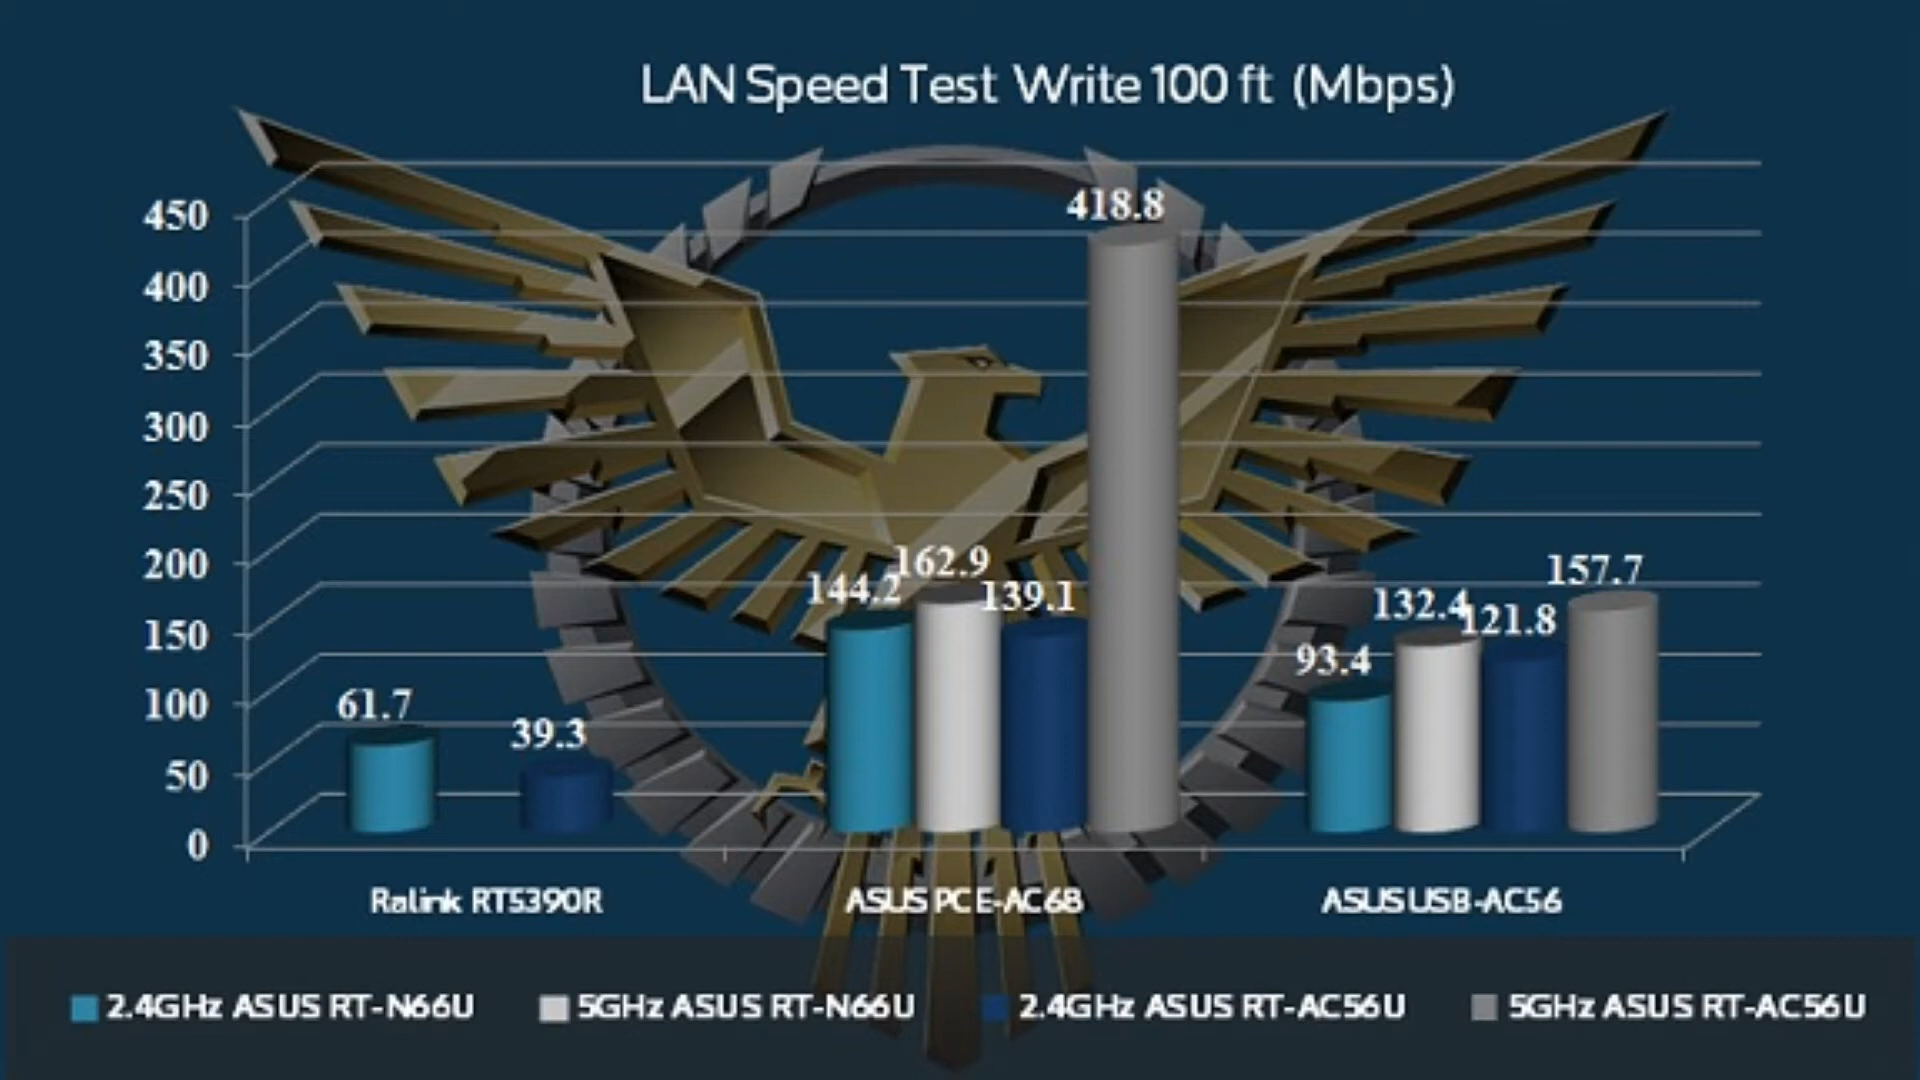 LAN Speed Test Write 100 ft (Mbps)
450
400
350
300
250
200
150
100
50
0
61.7
39.3
144.2
162.9
139.1
418.8
93.4
132.4
121.8
157.7
Ralink RT5390R
ASUS PCE-AC68
ASUS USB-AC56
2.4GHz ASUS RT-N66U
5GHz ASUS RT-N66U
2.4GHz ASUS RT-AC56U
5GHz ASUS RT-AC56U